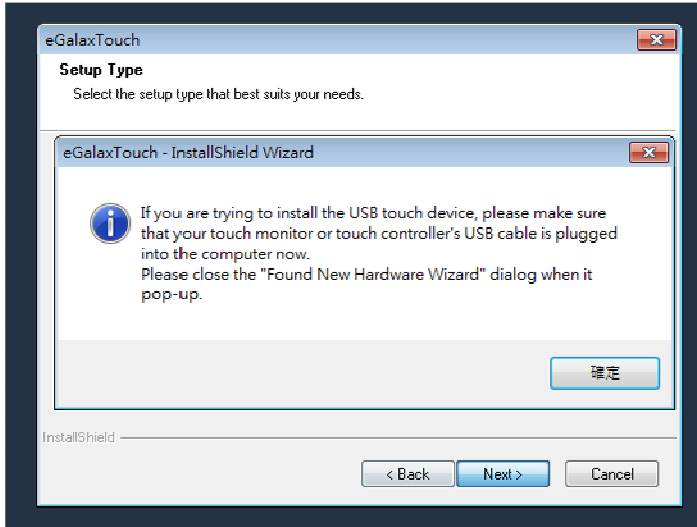 eGalaxTouch
Setup Type
Select the setup type that best suits your needs.
eGalaxTouch - InstallShield Wizard
If you are trying to install the USB touch device, please make sure
that your touch monitor or touch controller's USB cable is plugged
into the computer now.
Please close the "Found New Hardware Wizard" dialog when it
pop-up.
確定
InstallShield
< Back
Next >
Cancel